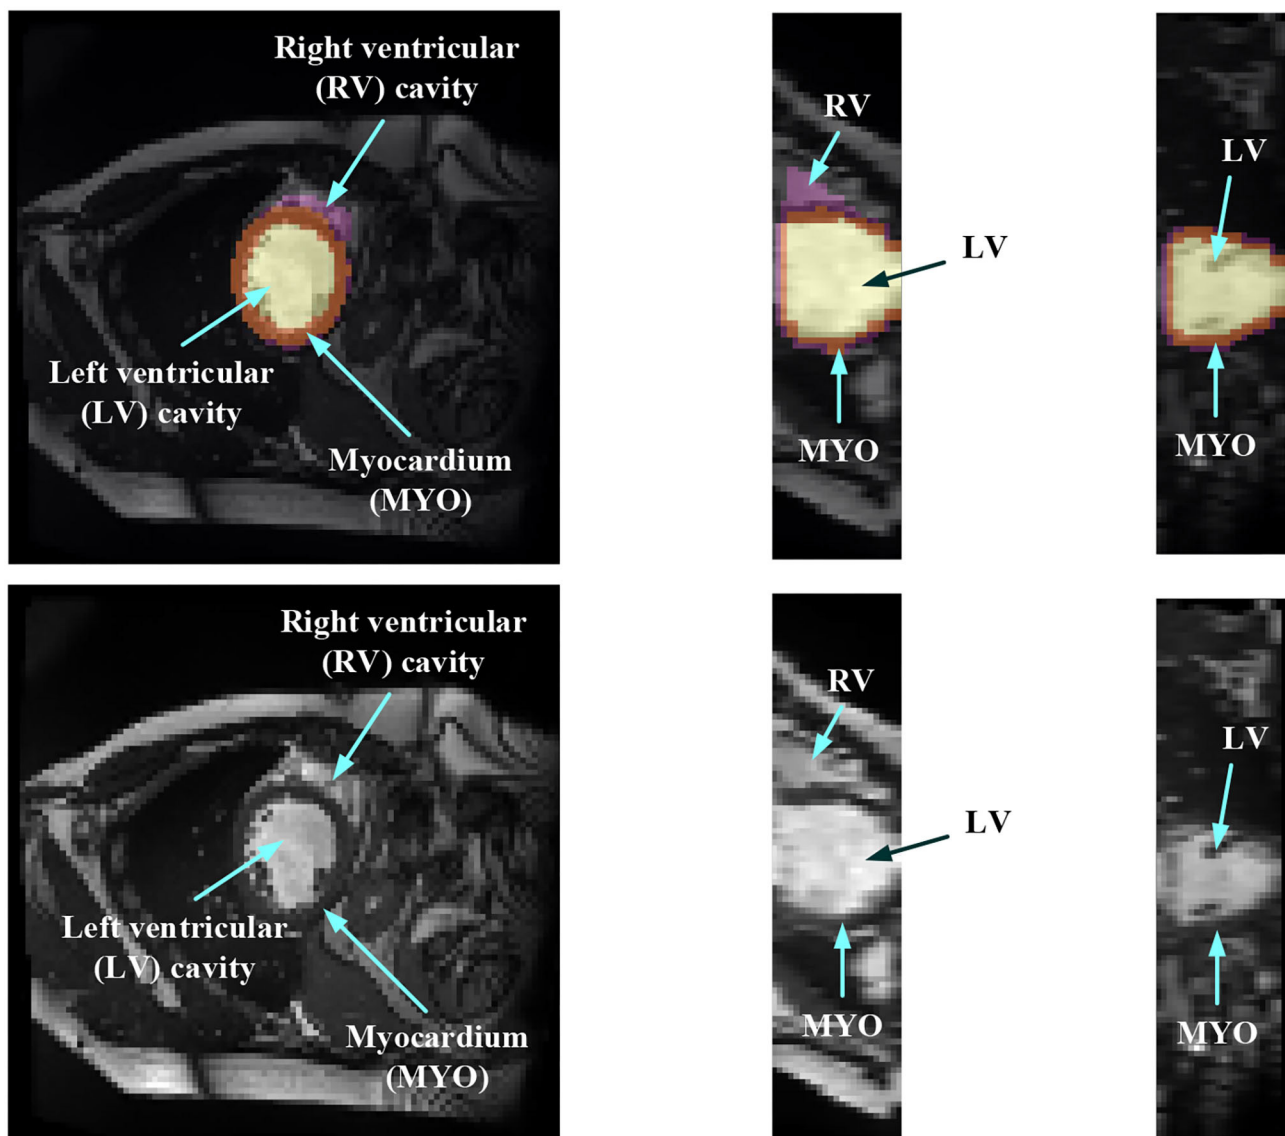 Right ventricular
(RV) cavity
Left ventricular
(LV) cavity
Myocardium
(MYO)
RV
LV
MYO
LV
MYO
Right ventricular
(RV) cavity
Left ventricular
(LV) cavity
Myocardium
(MYO)
RV
LV
MYO
LV
MYO